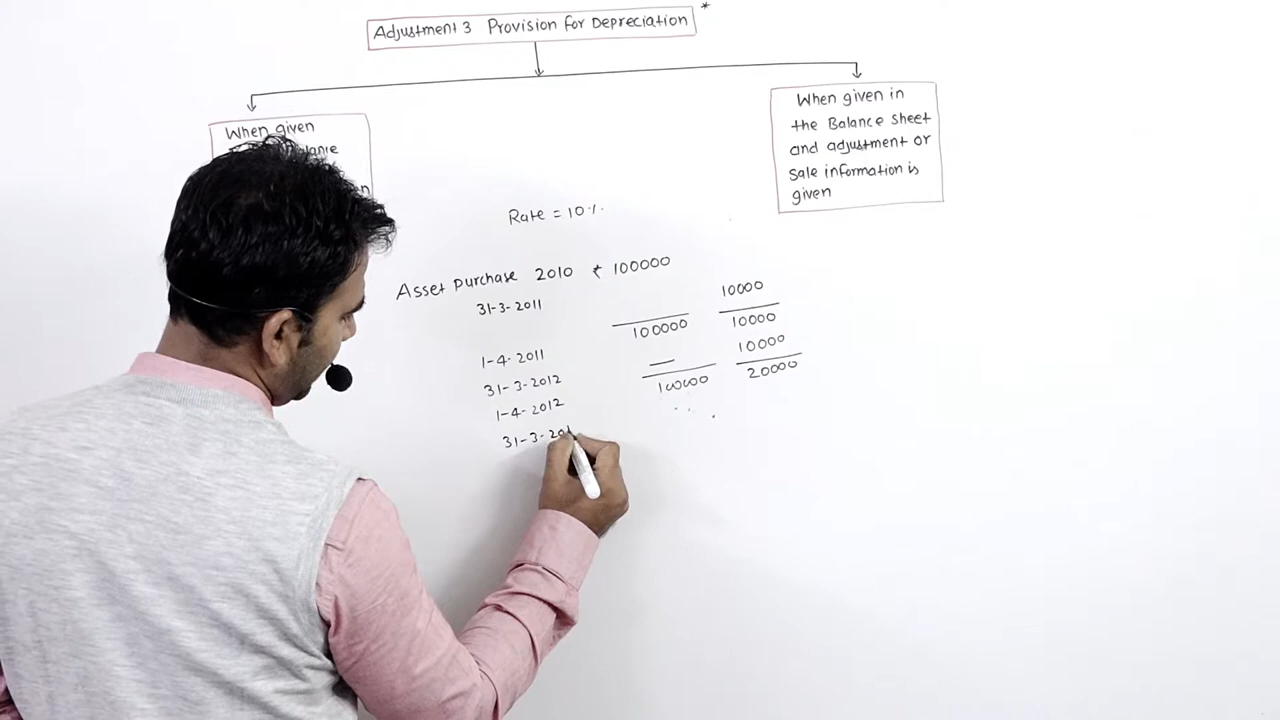 Adjustment 3 Provision for Depreciation *
When given
When given in
the Balance sheet
and adjustment or
sale information is
given
Rate = 10%
Asset purchase 2010 ₹ 100000
31-3-2011
10000
100000 10000
1-4-2011
10000
31-3-2012
100000 20000
1-4-2012
31-3-201